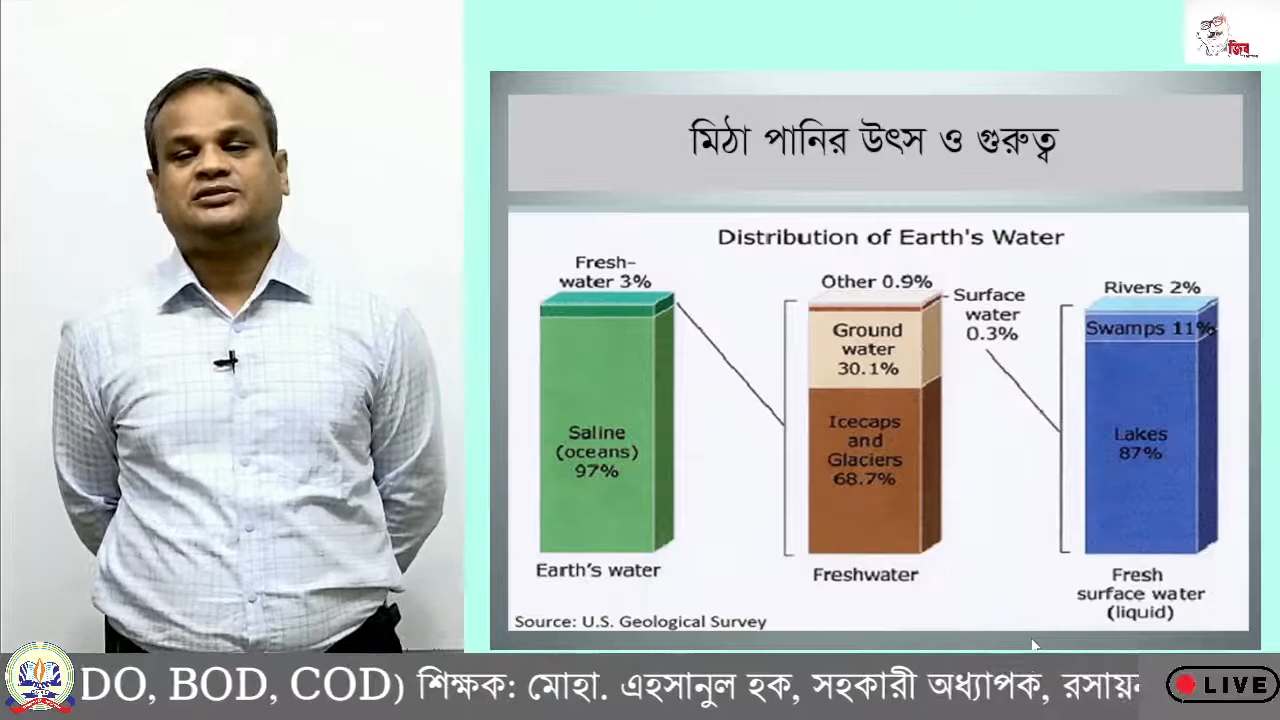 জিয়ন
মিঠা পানির উৎস ও গুরুত্ব
Distribution of Earth's Water
Fresh-
water 3%
Saline
(oceans)
97%
Earth's water
Other 0.9%
Surface
water
0.3%
Ground
water
30.1%
Icecaps
and
Glaciers
68.7%
Freshwater
Rivers 2%
Swamps 11%
Lakes
87%
Fresh
surface water
(liquid)
Source: U.S. Geological Survey
DO, BOD, COD) শিক্ষক: মোহা. এহসানুল হক, সহকারী অধ্যাপক, রসায়ন
LIVE